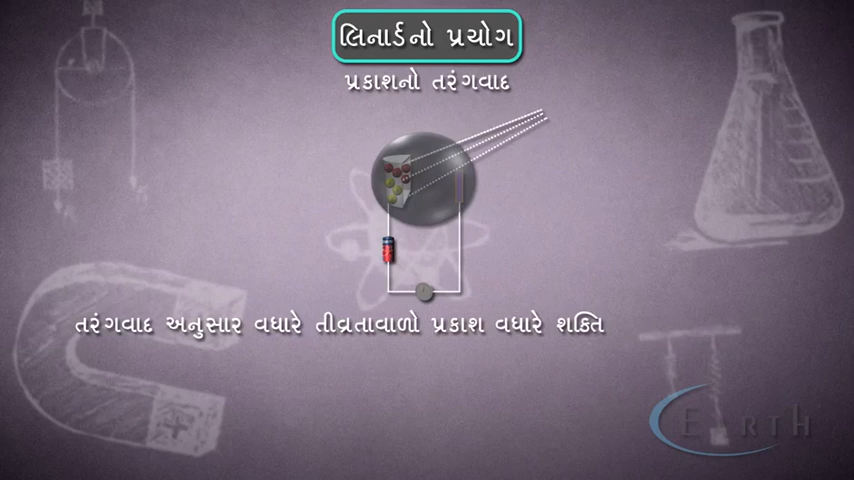 લિનાર્ડનો પ્રયોગ
પ્રકાશનો તરંગવાદ
તરંગવાદ અનુસાર વધારે તીવ્રતાવાળો પ્રકાશ વધારે શક્તિ
EARTH